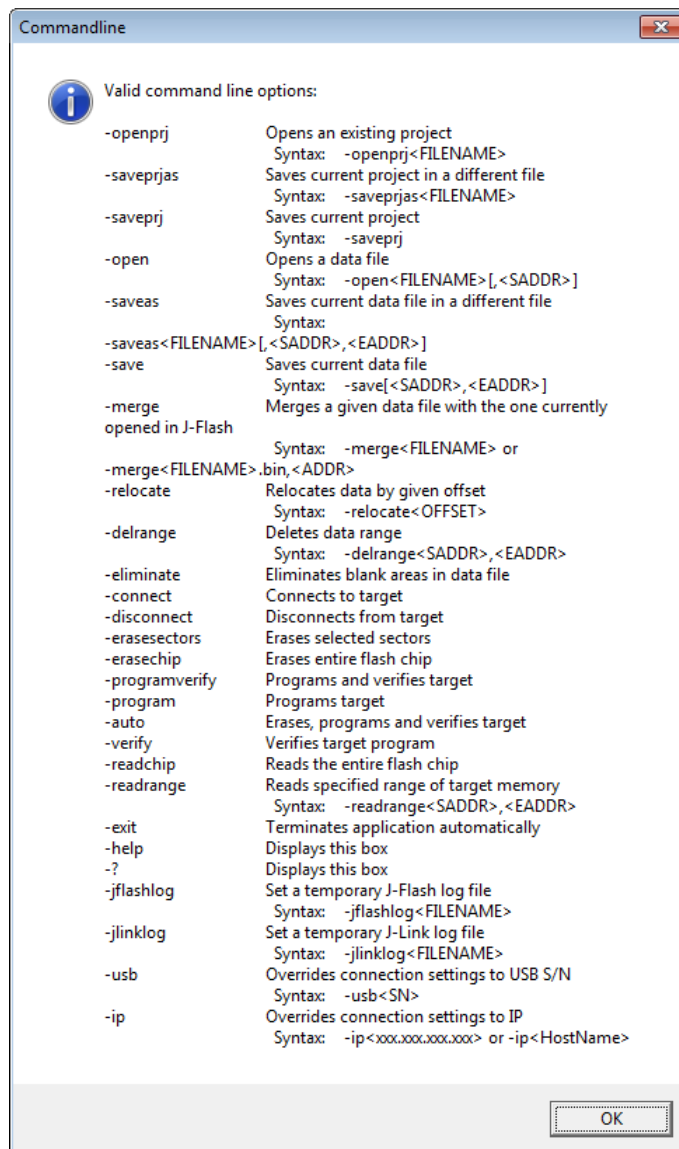 Commandline
Valid command line options:
-openprj Opens an existing project
Syntax: -openprj<FILENAME>
-saveprjas Saves current project in a different file
Syntax: -saveprjas<FILENAME>
-saveprj Saves current project
Syntax: -saveprj
-open Opens a data file
Syntax: -open<FILENAME>[,<SADDR>]
-saveas Saves current data file in a different file
Syntax:
-saveas<FILENAME>[,<SADDR>,<EADDR>]
-save Saves current data file
Syntax: -save[<SADDR>,<EADDR>]
-merge Merges a given data file with the one currently
opened in J-Flash
Syntax: -merge<FILENAME> or
-merge<FILENAME>.bin,<ADDR>
-relocate Relocates data by given offset
Syntax: -relocate<OFFSET>
-delrange Deletes data range
Syntax: -delrange<SADDR>,<EADDR>
-eliminate Eliminates blank areas in data file
-connect Connects to target
-disconnect Disconnects from target
-erasesectors Erases selected sectors
-erasechip Erases entire flash chip
-programverify Programs and verifies target
-program Programs target
-auto Erases, programs and verifies target
-verify Verifies target program
-readchip Reads the entire flash chip
-readrange Reads specified range of target memory
Syntax: -readrange<SADDR>,<EADDR>
-exit Terminates application automatically
-help Displays this box
-? Displays this box
-jflashlog Set a temporary J-Flash log file
Syntax: -jflashlog<FILENAME>
-jlinklog Set a temporary J-Link log file
Syntax: -jlinklog<FILENAME>
-usb Overrides connection settings to USB S/N
Syntax: -usb<SN>
-ip Overrides connection settings to IP
Syntax: -ip<xxx.xxx.xxx.xxx> or -ip<HostName>
OK